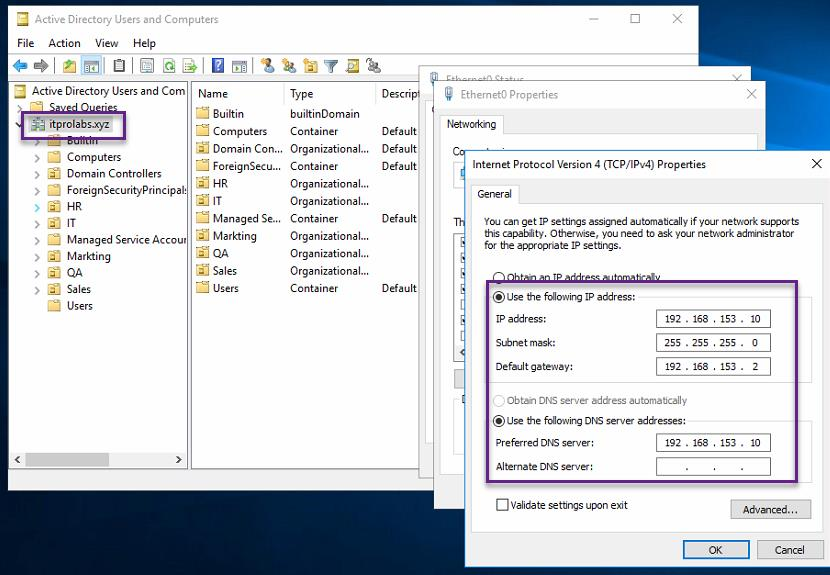 Active Directory Users and Computers
File Action View Help
Active Directory Users and Com
Saved Queries
itprolabs.xyz
Builtin
Computers
Domain Controllers
ForeignSecurityPrincipals
HR
IT
Managed Service Accour
Markting
QA
Sales
Users
Name Type Descript
Builtin builtinDomain
Computers Container Default
Domain Con... Organizational... Default
ForeignSecu... Container Default
HR Organizational...
IT Organizational...
Managed Se... Container Default
Markting Organizational...
QA Organizational...
Sales Organizational...
Users Container Default
Ethernet0 Status
Ethernet0 Properties
Networking
Internet Protocol Version 4 (TCP/IPv4) Properties
General
You can get IP settings assigned automatically if your network supports
this capability. Otherwise, you need to ask your network administrator
for the appropriate IP settings.
Obtain an IP address automatically
Use the following IP address:
IP address: 192 . 168 . 153 . 10
Subnet mask: 255 . 255 . 255 . 0
Default gateway: 192 . 168 . 153 . 2
Obtain DNS server address automatically
Use the following DNS server addresses:
Preferred DNS server: 192 . 168 . 153 . 10
Alternate DNS server: . . .
Validate settings upon exit
Advanced...
OK Cancel